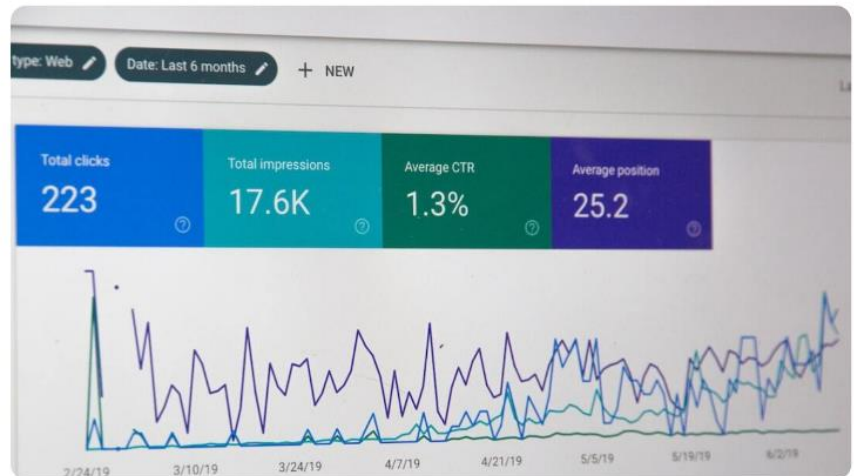 type: Web
Date: Last 6 months
+ NEW
Total clicks
223
Total impressions
17.6K
Average CTR
1.3%
Average position
25.2
2/24/19
3/10/19
3/24/19
4/7/19
4/21/19
5/5/19
5/19/19
6/2/19